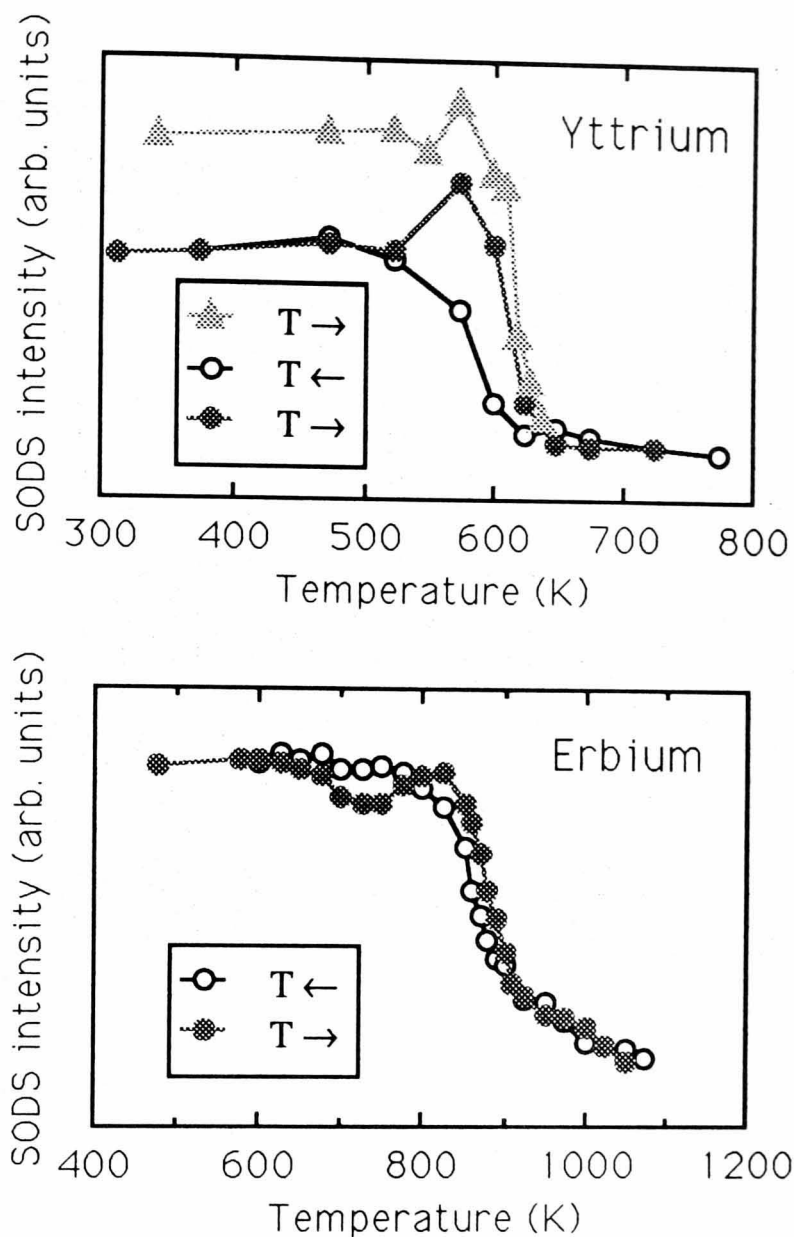 SODS intensity (arb. units)
Yttrium
T →
T ←
T →
300 400 500 600 700 800
Temperature (K)
SODS intensity (arb. units)
Erbium
T ←
T →
400 600 800 1000 1200
Temperature (K)